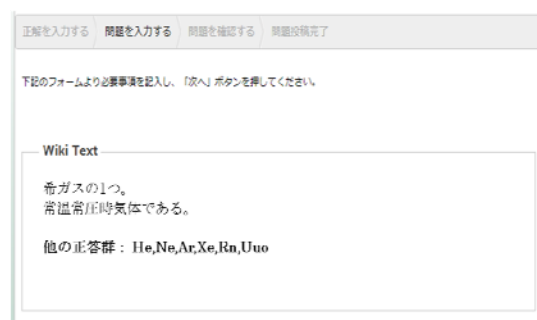 正解を入力する 問題を入力する 問題を確認する 問題投稿完了
下記のフォームより必要事項を記入し、「次へ」ボタンを押してください。
Wiki Text
希ガスの1つ。
常温常圧時気体である。
他の正答群：He,Ne,Ar,Xe,Rn,Uuo